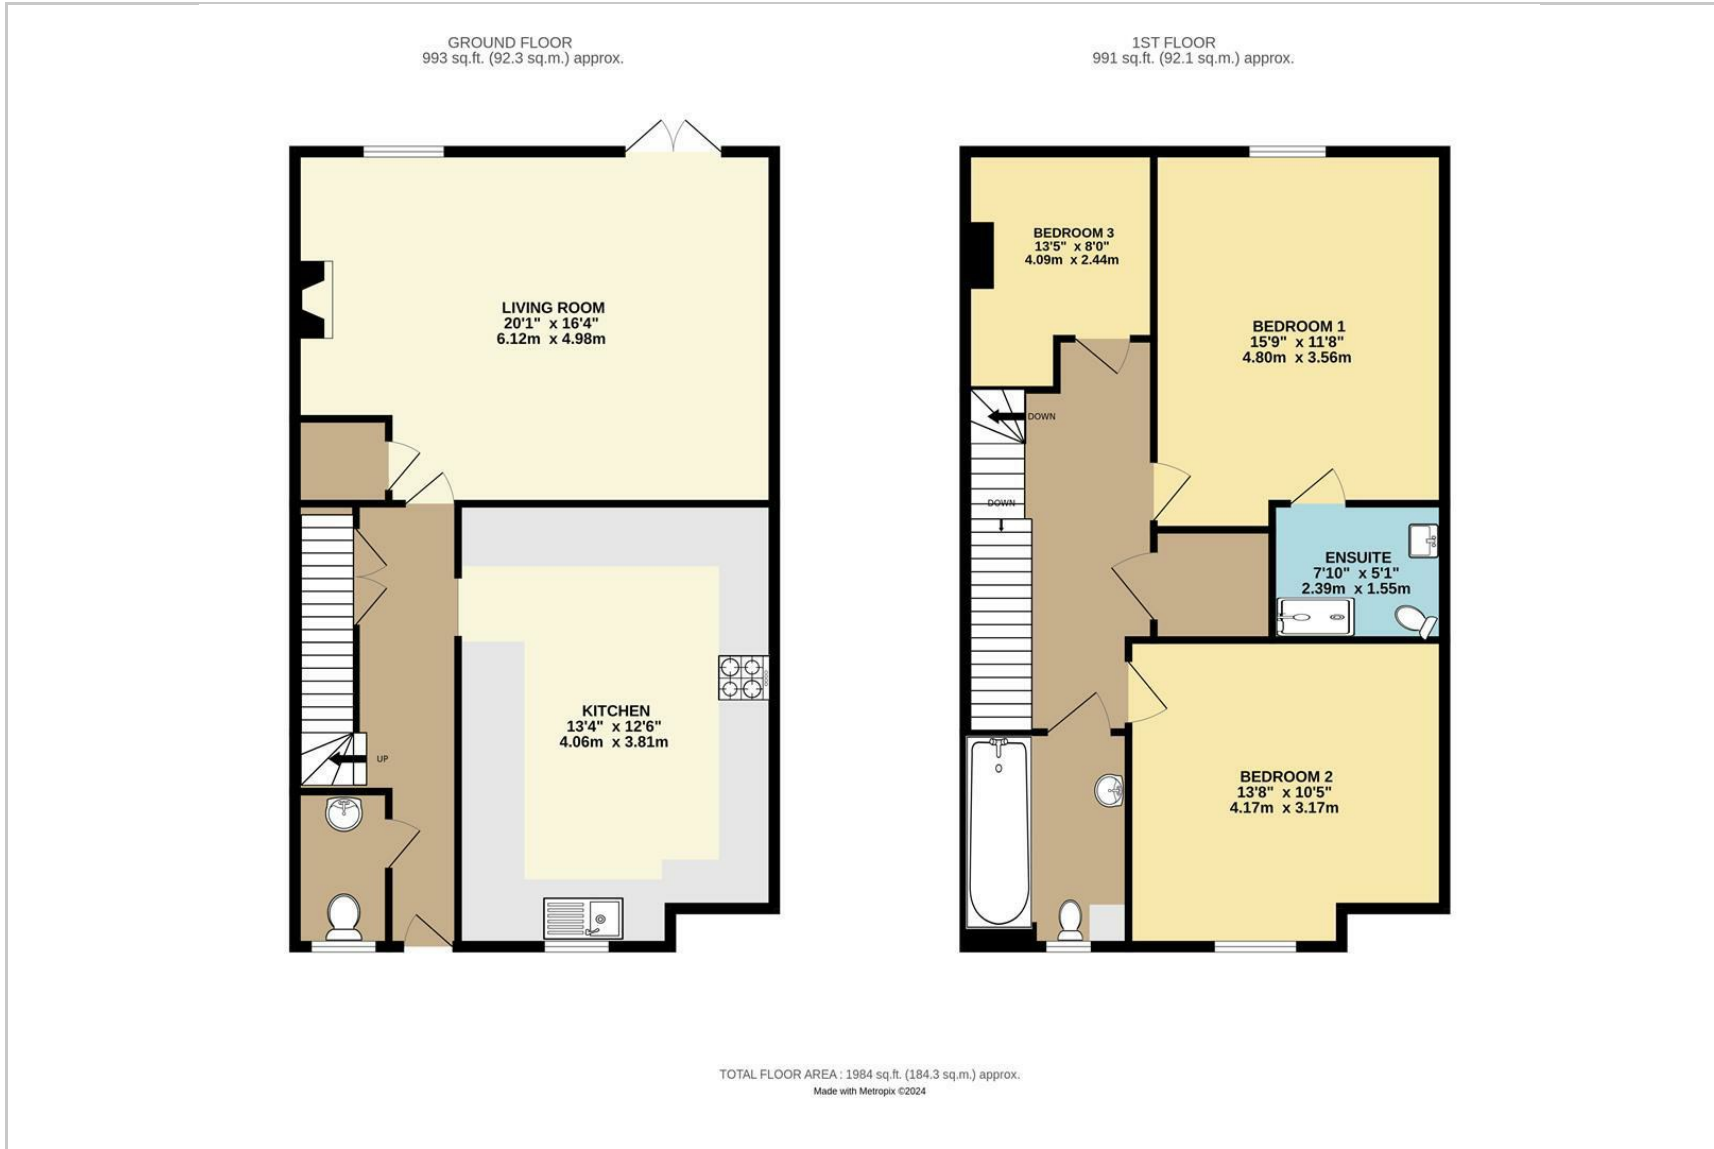 GROUND FLOOR
993 sq.ft. (92.3 sq.m.) approx.
LIVING ROOM
20'1" x 16'4"
6.12m x 4.98m
KITCHEN
13'4" x 12'6"
4.06m x 3.81m
UP
1ST FLOOR
991 sq.ft. (92.1 sq.m.) approx.
BEDROOM 3
13'5" x 8'0"
4.09m x 2.44m
BEDROOM 1
15'9" x 11'8"
4.80m x 3.56m
DOWN
DOWN
ENSUITE
7'10" x 5'1"
2.39m x 1.55m
BEDROOM 2
13'8" x 10'5"
4.17m x 3.17m
TOTAL FLOOR AREA : 1984 sq.ft. (184.3 sq.m.) approx.
Made with Metropix ©2024